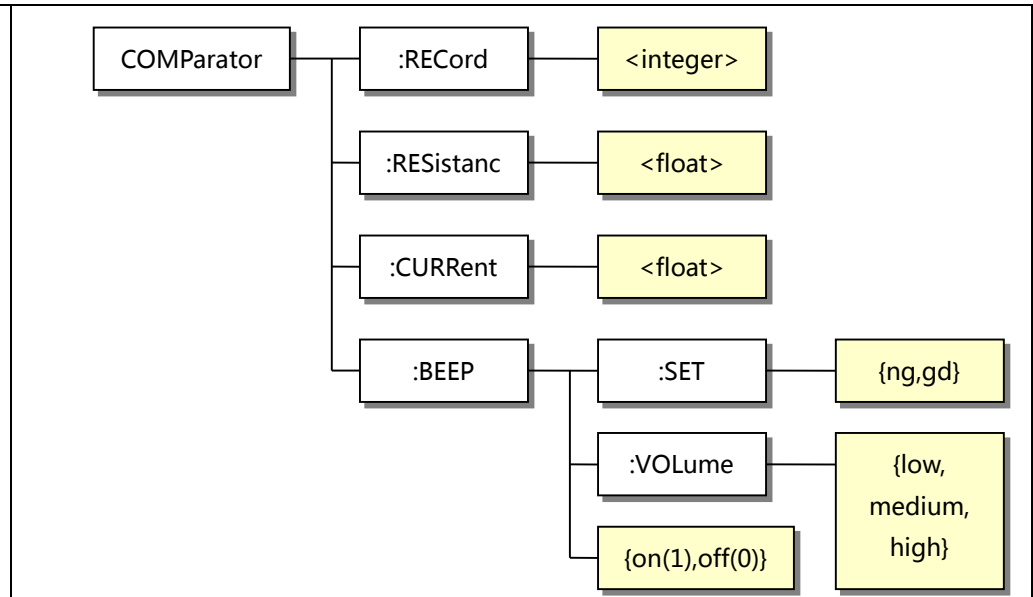 COMParator
:RECord
<integer>
:RESistanc
<float>
:CURRent
<float>
:BEEP
:SET
{ng,gd}
:VOLume
{low,
medium,
high}
{on(1),off(0)}